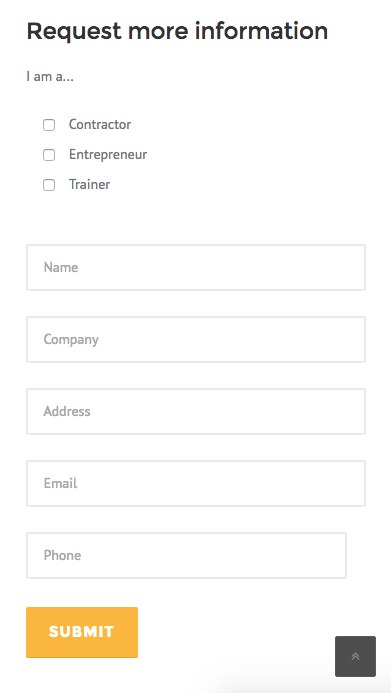 Request more information
I am a...
Contractor
Entrepreneur
Trainer
Name
Company
Address
Email
Phone
SUBMIT